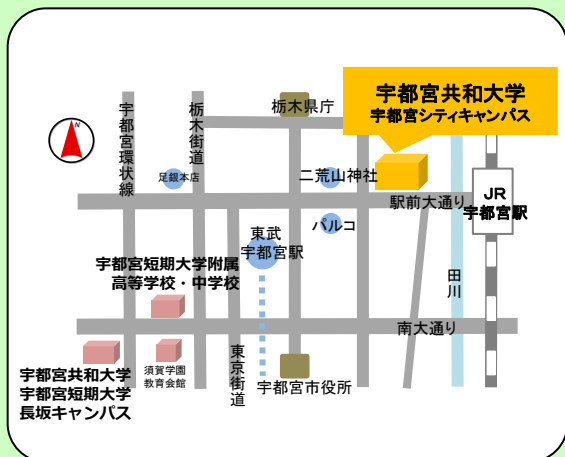 宇都宮共和大学
宇都宮シティキャンパス
栃木県庁
宇都宮環状線
栃木街道
足銀本店
二荒山神社
JR
宇都宮駅
駅前大通り
パルコ
東武
宇都宮駅
田川
宇都宮短期大学附属
高等学校・中学校
南大通り
東京街道
須賀学園
教育会館
宇都宮市役所
宇都宮共和大学
宇都宮短期大学
長坂キャンパス